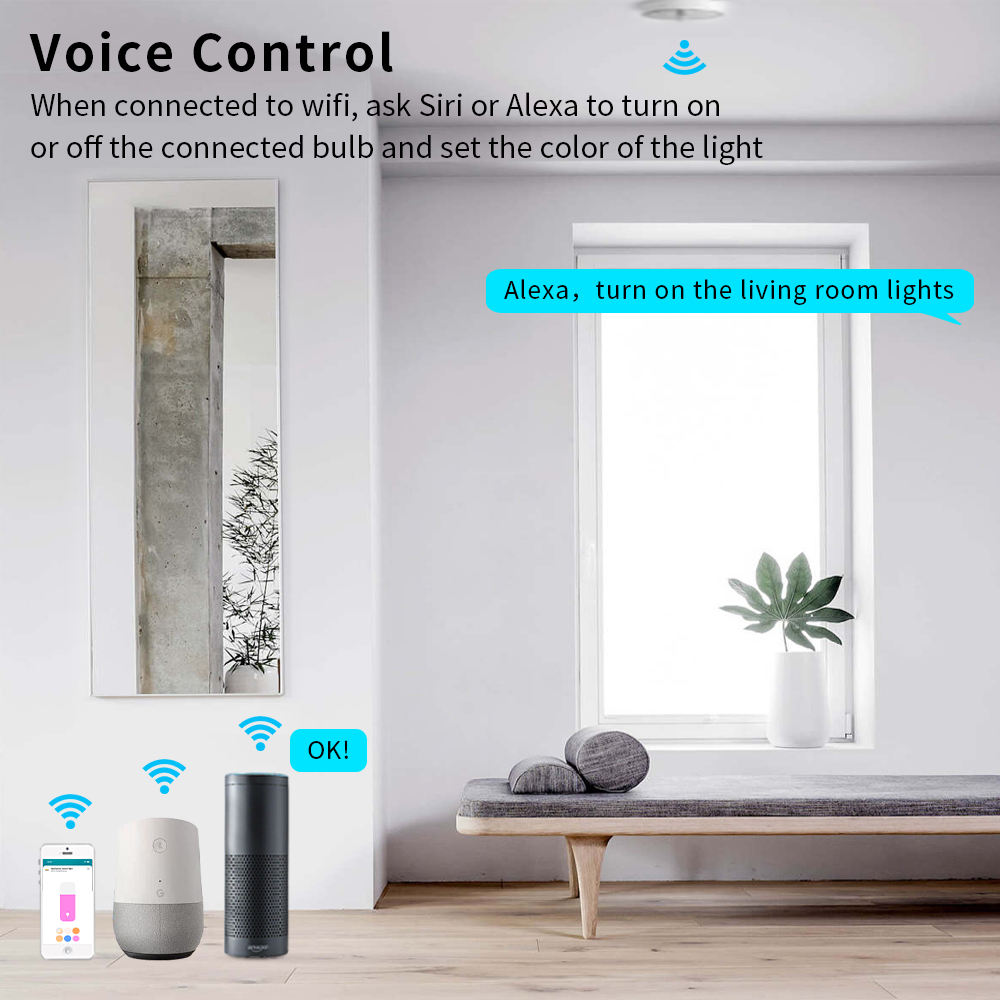 Voice Control
When connected to wifi, ask Siri or Alexa to turn on
or off the connected bulb and set the color of the light
Alexa，turn on the living room lights
OK!
amazon